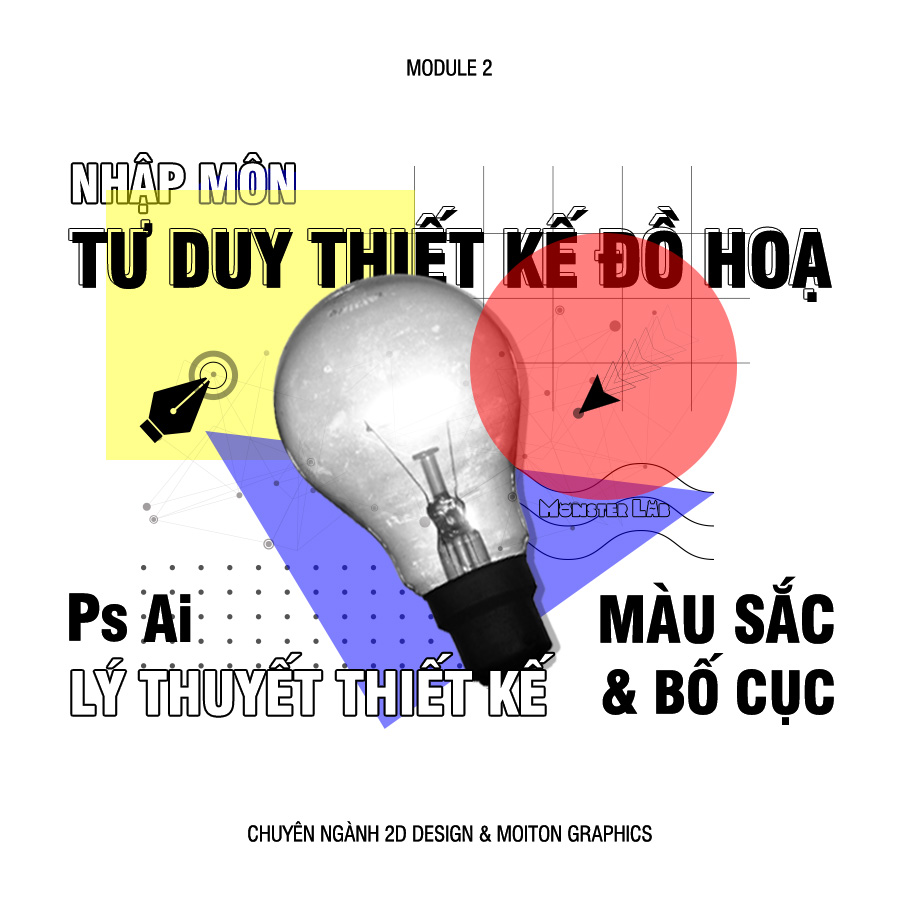 MODULE 2
NHẬP MÔN
TƯ DUY THIẾT KẾ ĐỒ HOẠ
Monster Lab
Ps Ai
LÝ THUYẾT THIẾT KẾ
MÀU SẮC
& BỐ CỤC
CHUYÊN NGÀNH 2D DESIGN & MOITON GRAPHICS